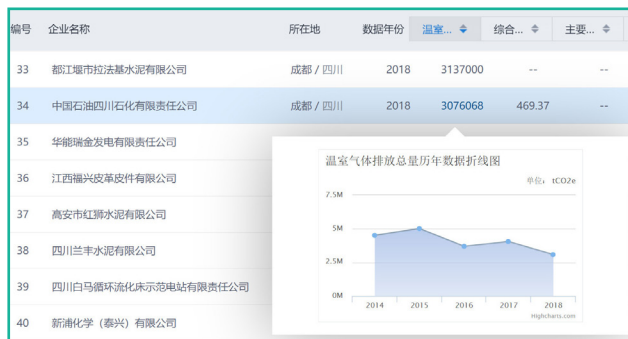 编号 企业名称 所在地 数据年份 温室... 综合... 主要...
33 都江堰市拉法基水泥有限公司 成都 / 四川 2018 3137000 -- --
34 中国石油四川石化有限责任公司 成都 / 四川 2018 3076068 469.37 --
35 华能瑞金发电有限责任公司
36 江西福兴皮革皮件有限公司
37 高安市红狮水泥有限公司
38 四川兰丰水泥有限公司
39 四川白马循环流化床示范电站有限责任公司
40 新浦化学（泰兴）有限公司
温室气体排放总量历年数据折线图
单位: tCO2e
7.5M
5M
2.5M
0M
2014 2015 2016 2017 2018
Highcharts.com